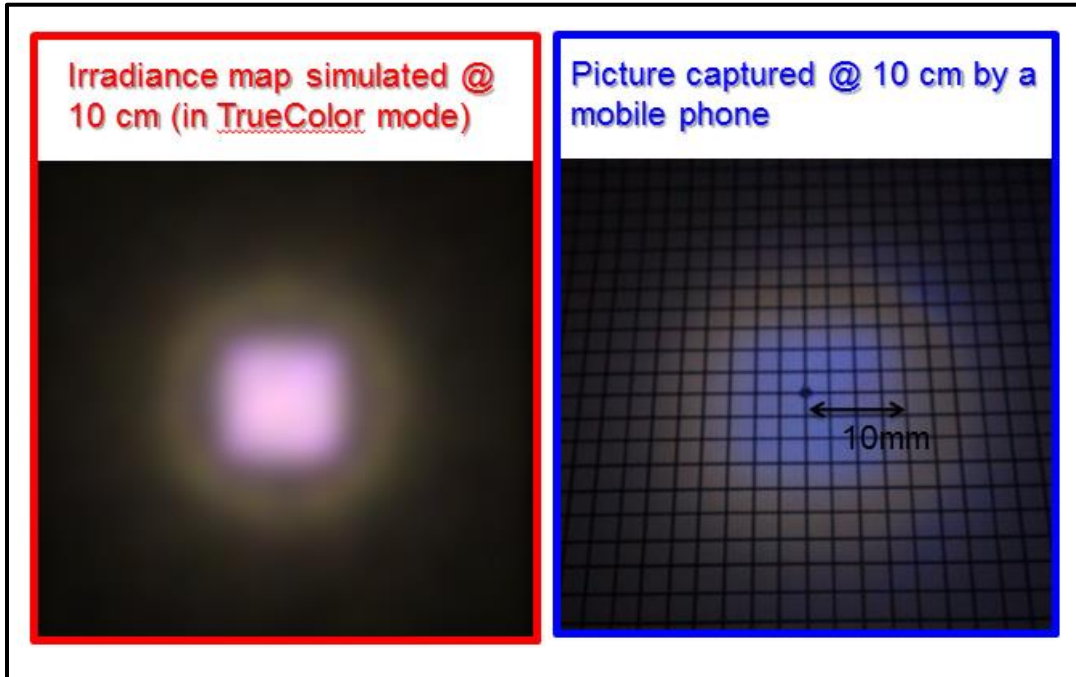 Irradiance map simulated @
10 cm (in TrueColor mode)
Picture captured @ 10 cm by a
mobile phone
10mm